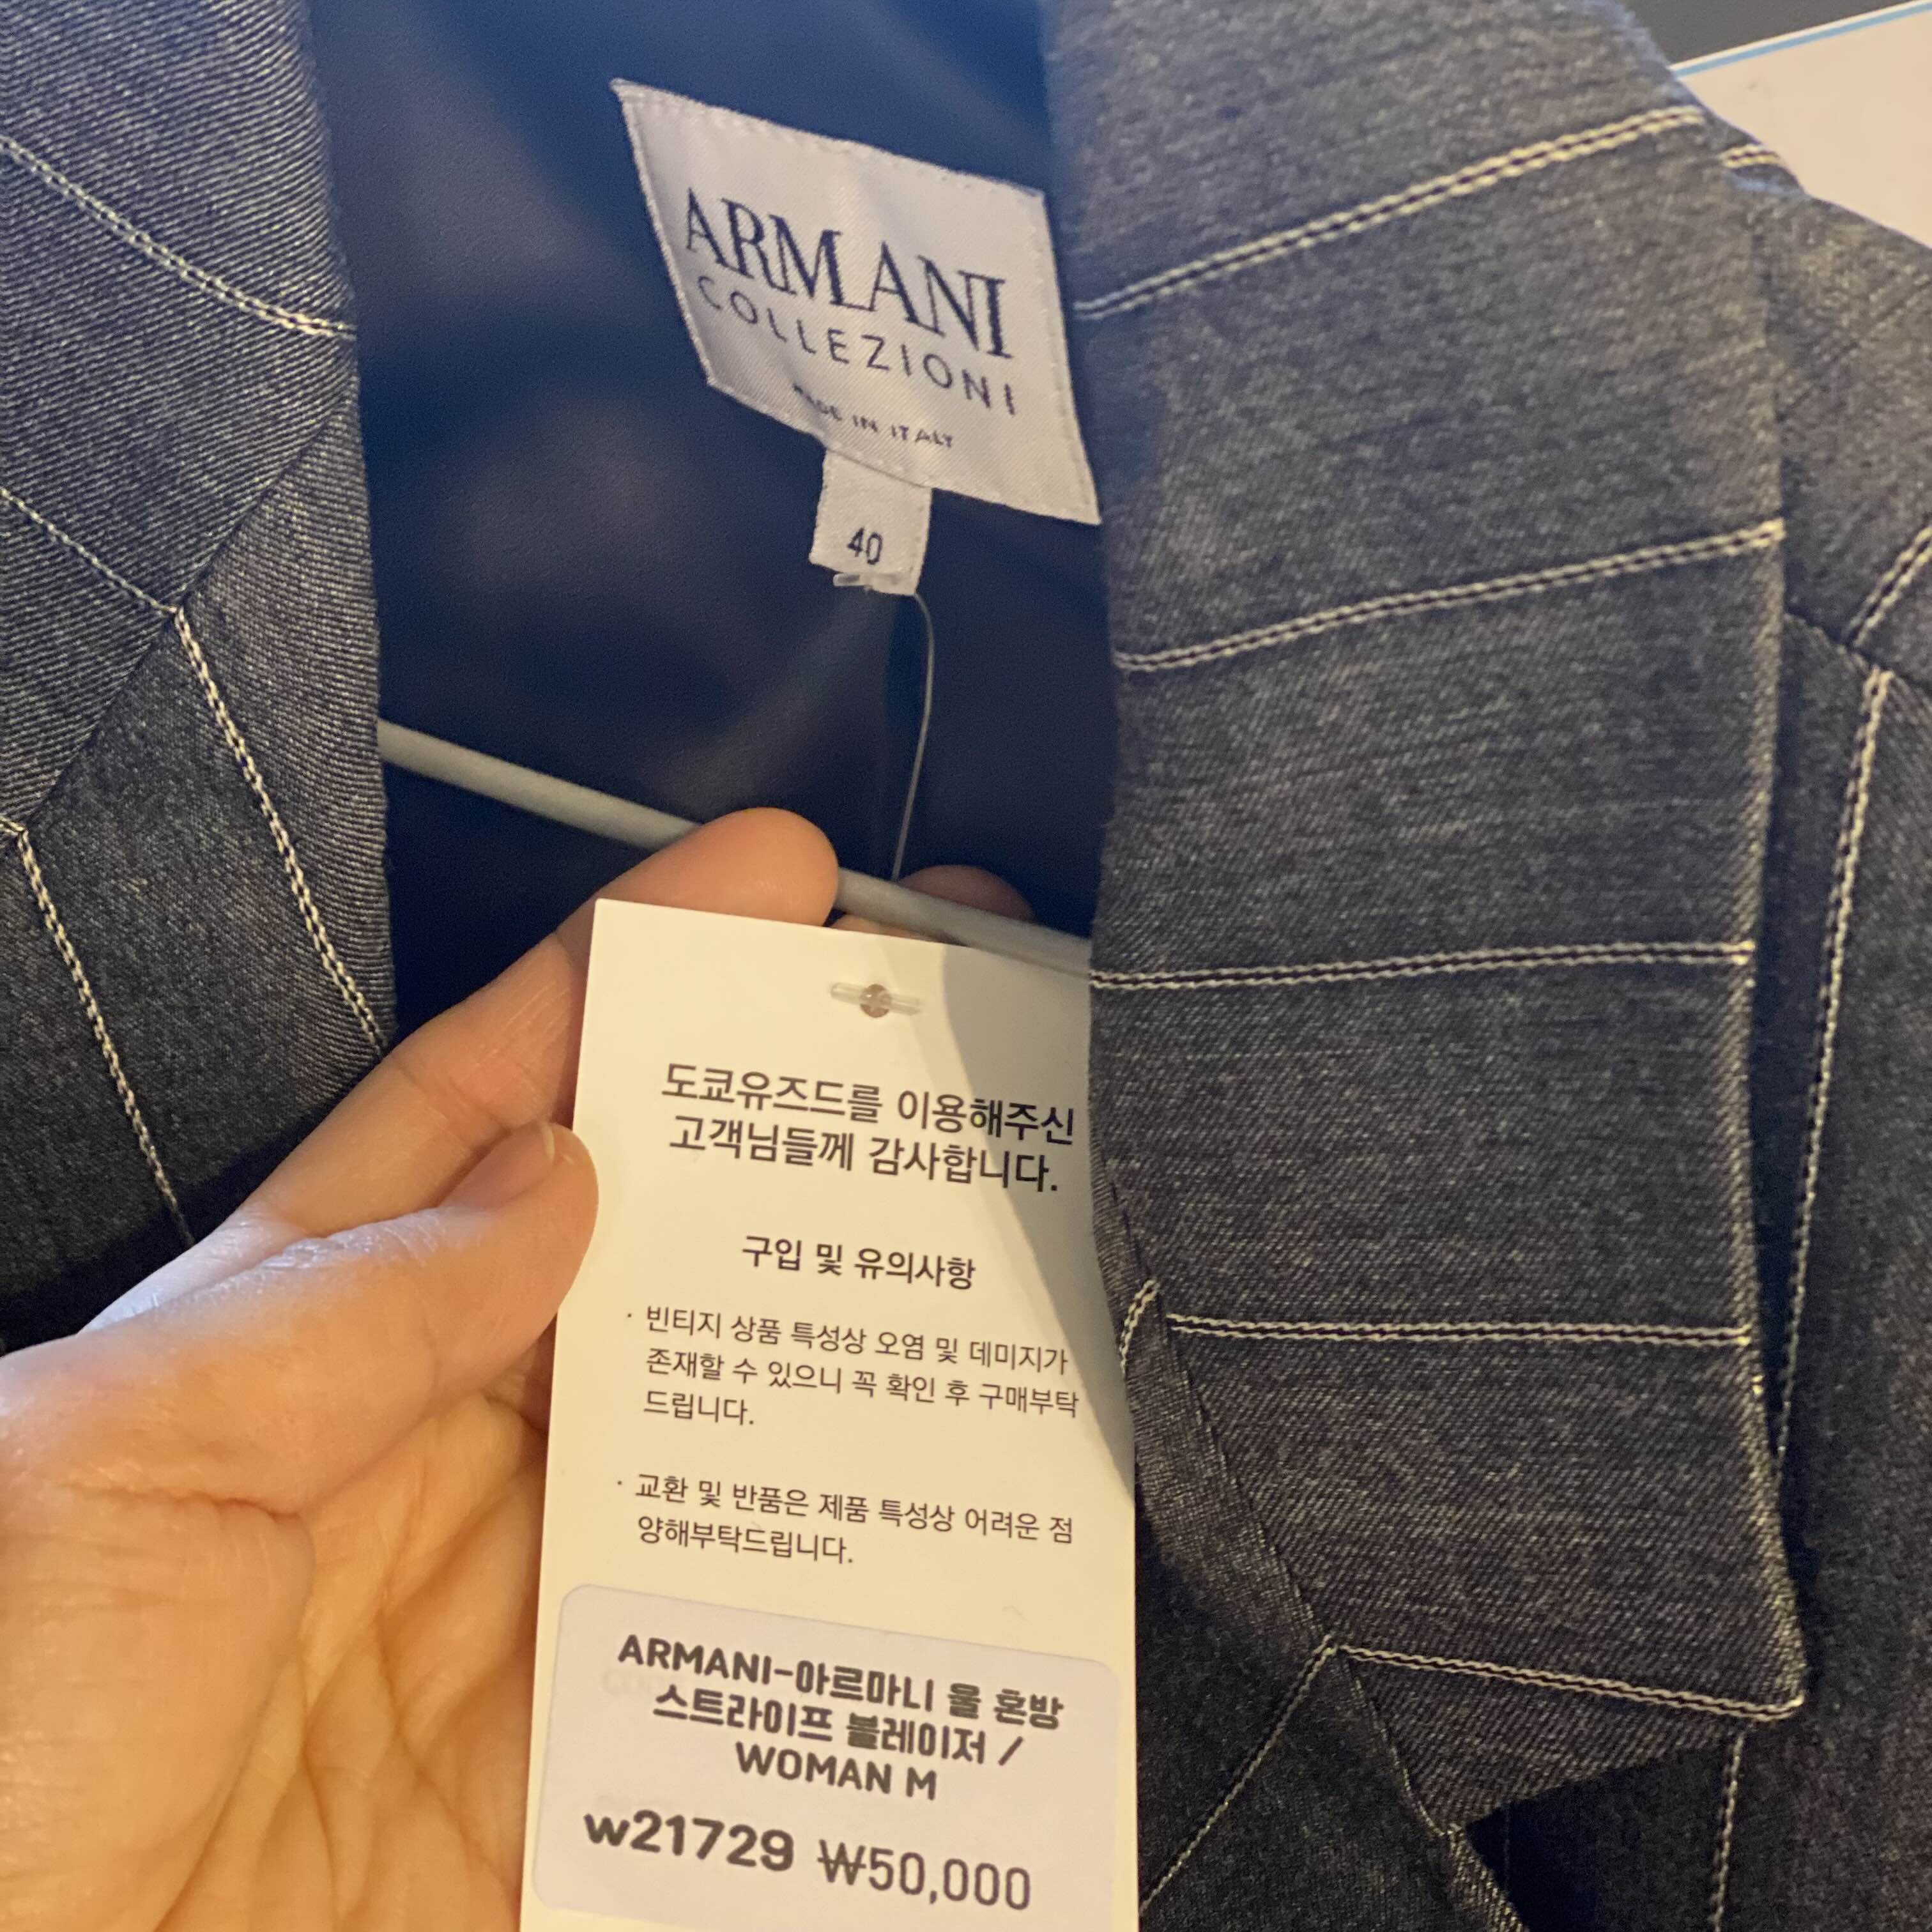 ARMANI
COLLEZIONI
MADE IN ITALY
40
도쿄유즈드를 이용해주신
고객님들께 감사합니다.
구입 및 유의사항
· 빈티지 상품 특성상 오염 및 데미지가
존재할 수 있으니 꼭 확인 후 구매부탁
드립니다.
· 교환 및 반품은 제품 특성상 어려운 점
양해부탁드립니다.
ARMANI-아르마니 울 혼방
스트라이프 블레이저 /
WOMAN M
w21729 ₩50,000